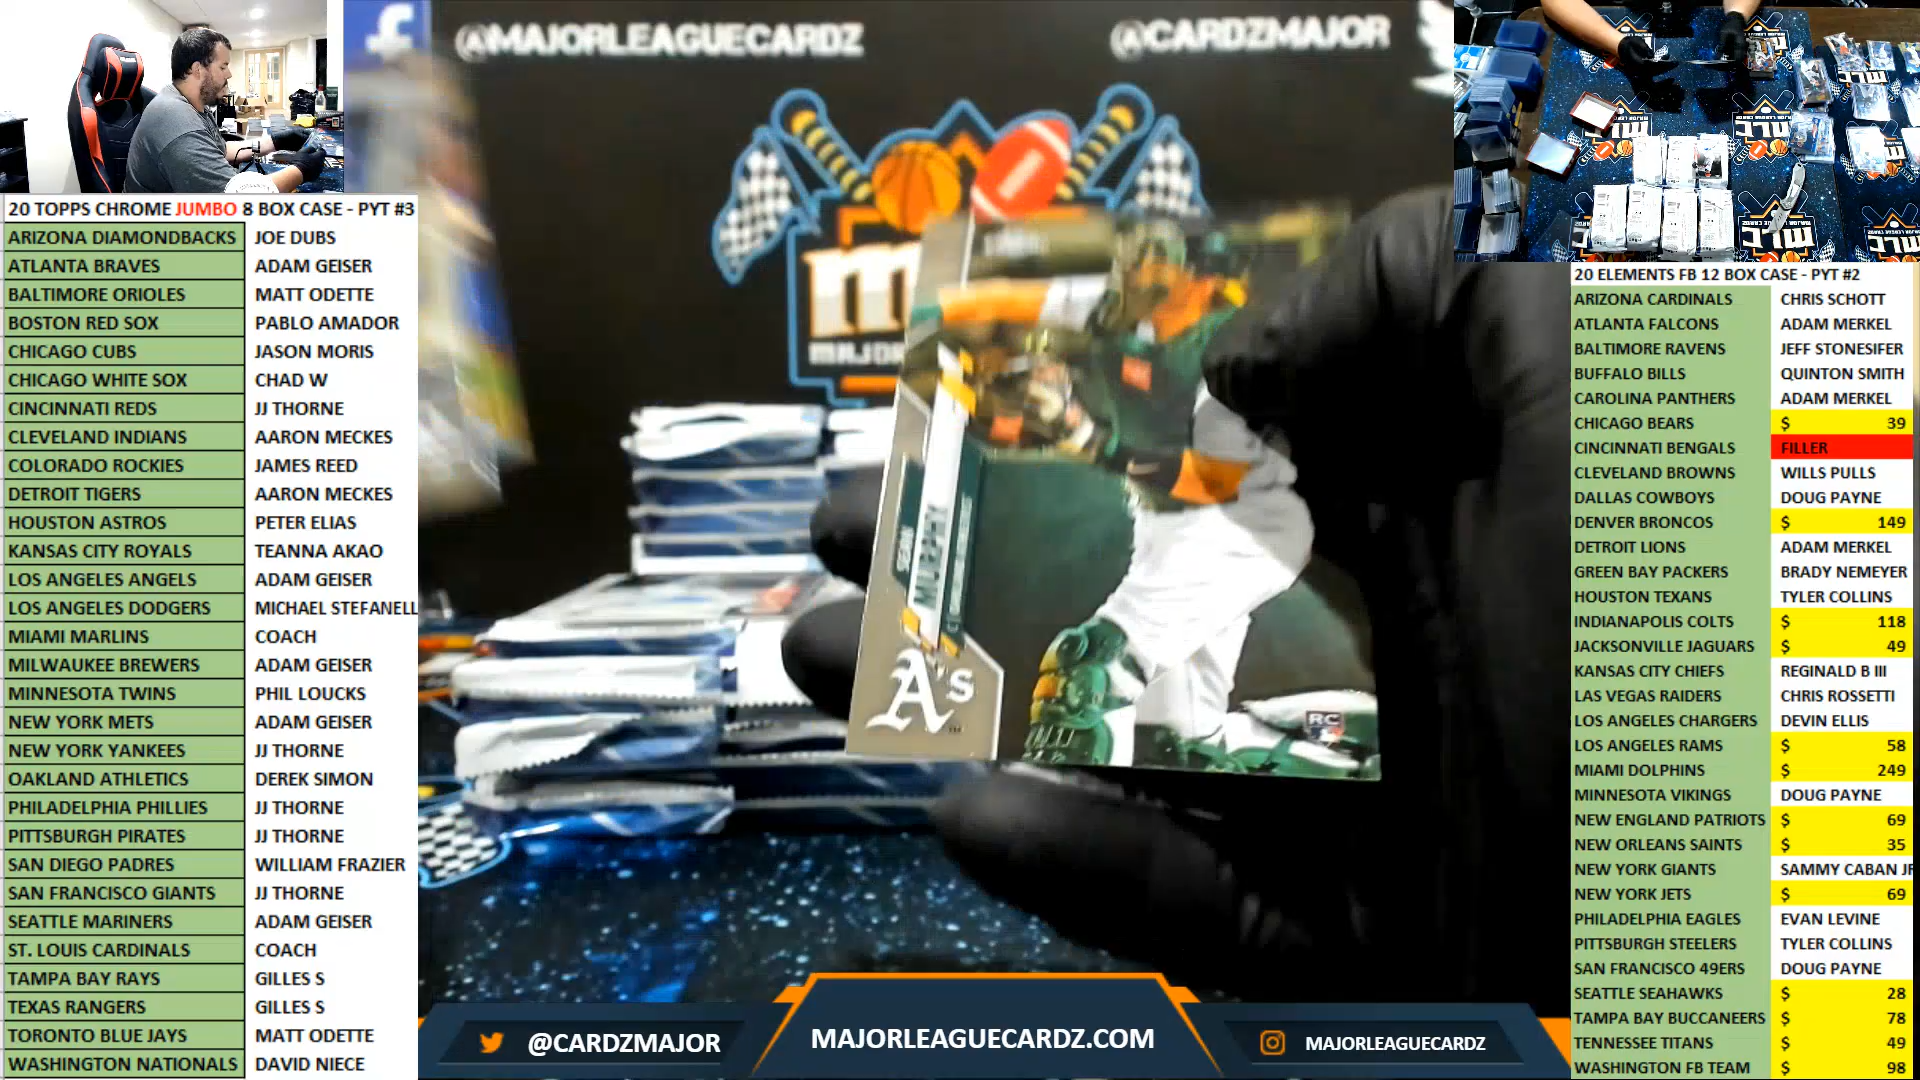 @MAJORLEAGUECARDZ
@CARDZMAJOR
20 TOPPS CHROME JUMBO 8 BOX CASE - PYT #3
ARIZONA DIAMONDBACKS JOE DUBS
ATLANTA BRAVES ADAM GEISER
BALTIMORE ORIOLES MATT ODETTE
BOSTON RED SOX PABLO AMADOR
CHICAGO CUBS JASON MORIS
CHICAGO WHITE SOX CHAD W
CINCINNATI REDS JJ THORNE
CLEVELAND INDIANS AARON MECKES
COLORADO ROCKIES JAMES REED
DETROIT TIGERS AARON MECKES
HOUSTON ASTROS PETER ELIAS
KANSAS CITY ROYALS TEANNA AKAO
LOS ANGELES ANGELS ADAM GEISER
LOS ANGELES DODGERS MICHAEL STEFANELL
MIAMI MARLINS COACH
MILWAUKEE BREWERS ADAM GEISER
MINNESOTA TWINS PHIL LOUCKS
NEW YORK METS ADAM GEISER
NEW YORK YANKEES JJ THORNE
OAKLAND ATHLETICS DEREK SIMON
PHILADELPHIA PHILLIES JJ THORNE
PITTSBURGH PIRATES JJ THORNE
SAN DIEGO PADRES WILLIAM FRAZIER
SAN FRANCISCO GIANTS JJ THORNE
SEATTLE MARINERS ADAM GEISER
ST. LOUIS CARDINALS COACH
TAMPA BAY RAYS GILLES S
TEXAS RANGERS GILLES S
TORONTO BLUE JAYS MATT ODETTE
WASHINGTON NATIONALS DAVID NIECE
SEAN
MURPHY
A's
RC
20 ELEMENTS FB 12 BOX CASE - PYT #2
ARIZONA CARDINALS CHRIS SCHOTT
ATLANTA FALCONS ADAM MERKEL
BALTIMORE RAVENS JEFF STONESIFER
BUFFALO BILLS QUINTON SMITH
CAROLINA PANTHERS ADAM MERKEL
CHICAGO BEARS $ 39
CINCINNATI BENGALS FILLER
CLEVELAND BROWNS WILLS PULLS
DALLAS COWBOYS DOUG PAYNE
DENVER BRONCOS $ 149
DETROIT LIONS ADAM MERKEL
GREEN BAY PACKERS BRADY NEMEYER
HOUSTON TEXANS TYLER COLLINS
INDIANAPOLIS COLTS $ 118
JACKSONVILLE JAGUARS $ 49
KANSAS CITY CHIEFS REGINALD B III
LAS VEGAS RAIDERS CHRIS ROSSETTI
LOS ANGELES CHARGERS DEVIN ELLIS
LOS ANGELES RAMS $ 58
MIAMI DOLPHINS $ 249
MINNESOTA VIKINGS DOUG PAYNE
NEW ENGLAND PATRIOTS $ 69
NEW ORLEANS SAINTS $ 35
NEW YORK GIANTS SAMMY CABAN JR
NEW YORK JETS $ 69
PHILADELPHIA EAGLES EVAN LEVINE
PITTSBURGH STEELERS TYLER COLLINS
SAN FRANCISCO 49ERS DOUG PAYNE
SEATTLE SEAHAWKS $ 28
TAMPA BAY BUCCANEERS $ 78
TENNESSEE TITANS $ 49
WASHINGTON FB TEAM $ 98
@CARDZMAJOR
MAJORLEAGUECARDZ.COM
MAJORLEAGUECARDZ